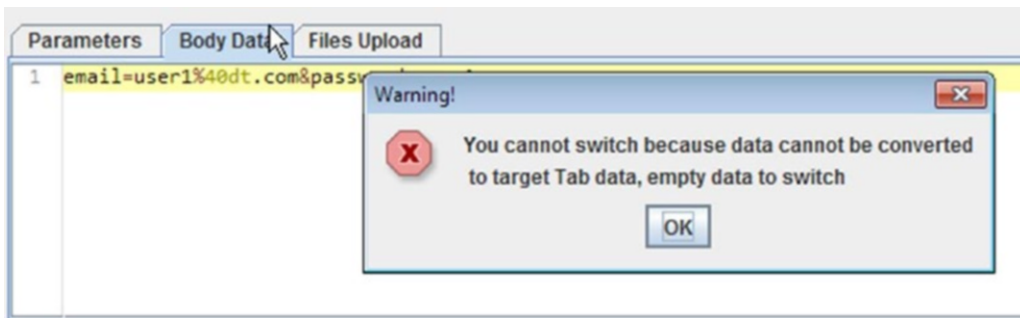 Parameters Body Data Files Upload
1 email=user1%40dt.com&passw
Warning!
You cannot switch because data cannot be converted
to target Tab data, empty data to switch
OK